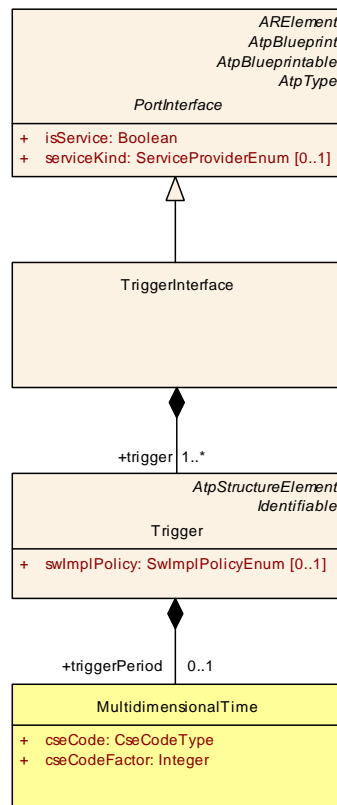 ARElement
AtpBlueprint
AtpBlueprintable
AtpType
PortInterface
+ isService: Boolean
+ serviceKind: ServiceProviderEnum [0..1]
TriggerInterface
+trigger 1..*
AtpStructureElement
Identifiable
Trigger
+ swImplPolicy: SwImplPolicyEnum [0..1]
+triggerPeriod 0..1
MultidimensionalTime
+ cseCode: CseCodeType
+ cseCodeFactor: Integer